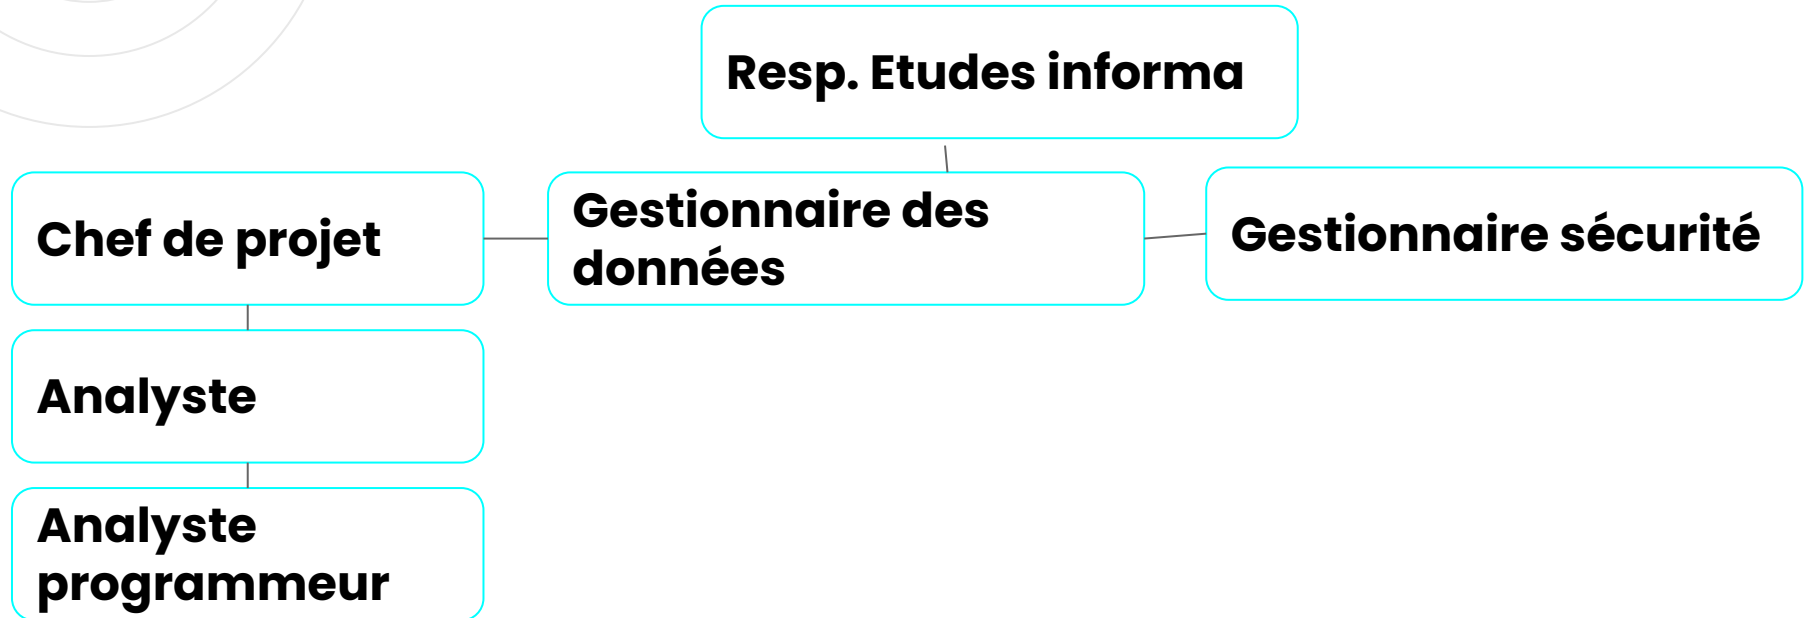 Resp. Etudes informa
Chef de projet
Gestionnaire des
données
Gestionnaire sécurité
Analyste
Analyste
programmeur